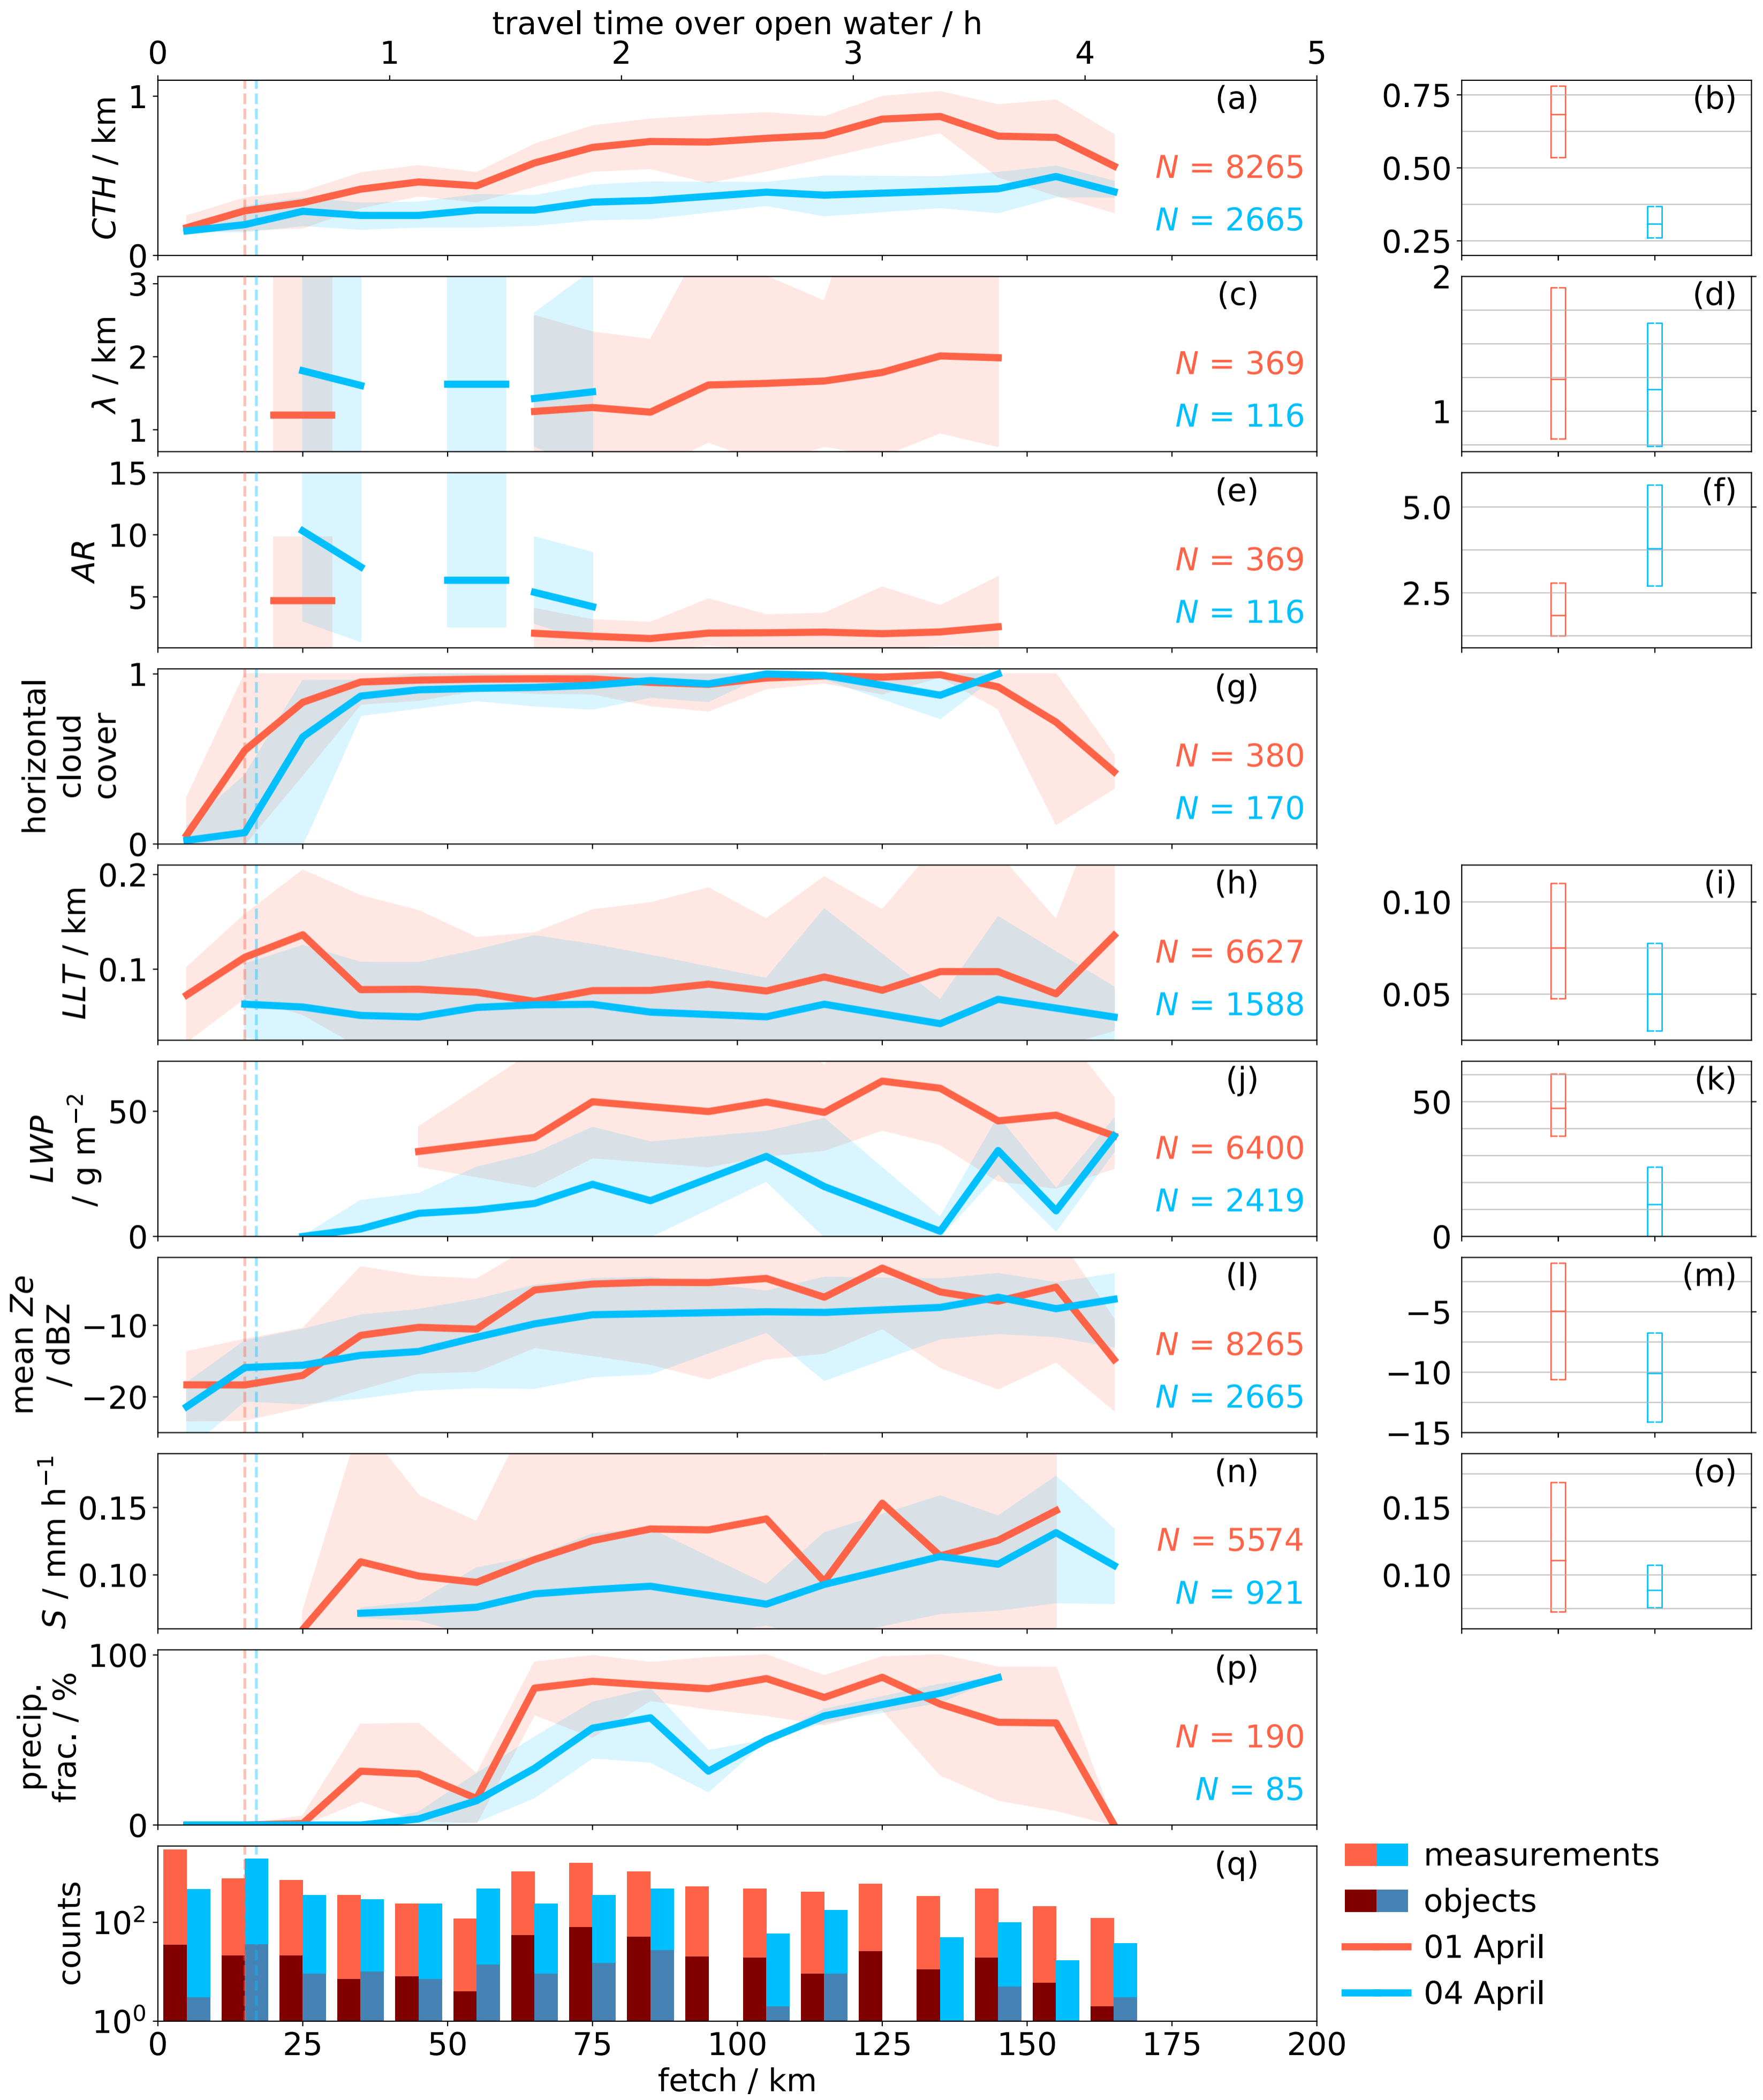 travel time over open water / h
0 1 2 3 4 5
CTH / km
1
0
(a)
N = 8265
N = 2665
(b)
0.75
0.50
0.25
λ / km
3
2
1
(c)
N = 369
N = 116
(d)
2
1
AR
15
10
5
(e)
N = 369
N = 116
(f)
5.0
2.5
horizontal
cloud
cover
1
0
(g)
N = 380
N = 170
LLT / km
0.2
0.1
(h)
N = 6627
N = 1588
(i)
0.10
0.05
LWP
/ g m⁻²
50
0
(j)
N = 6400
N = 2419
(k)
50
0
mean Ze
/ dBZ
−10
−20
(l)
N = 8265
N = 2665
(m)
−5
−10
−15
S / mm h⁻¹
0.15
0.10
(n)
N = 5574
N = 921
(o)
0.15
0.10
precip.
frac. / %
100
0
(p)
N = 190
N = 85
counts
10²
10⁰
(q)
measurements
objects
01 April
04 April
0 25 50 75 100 125 150 175 200
fetch / km